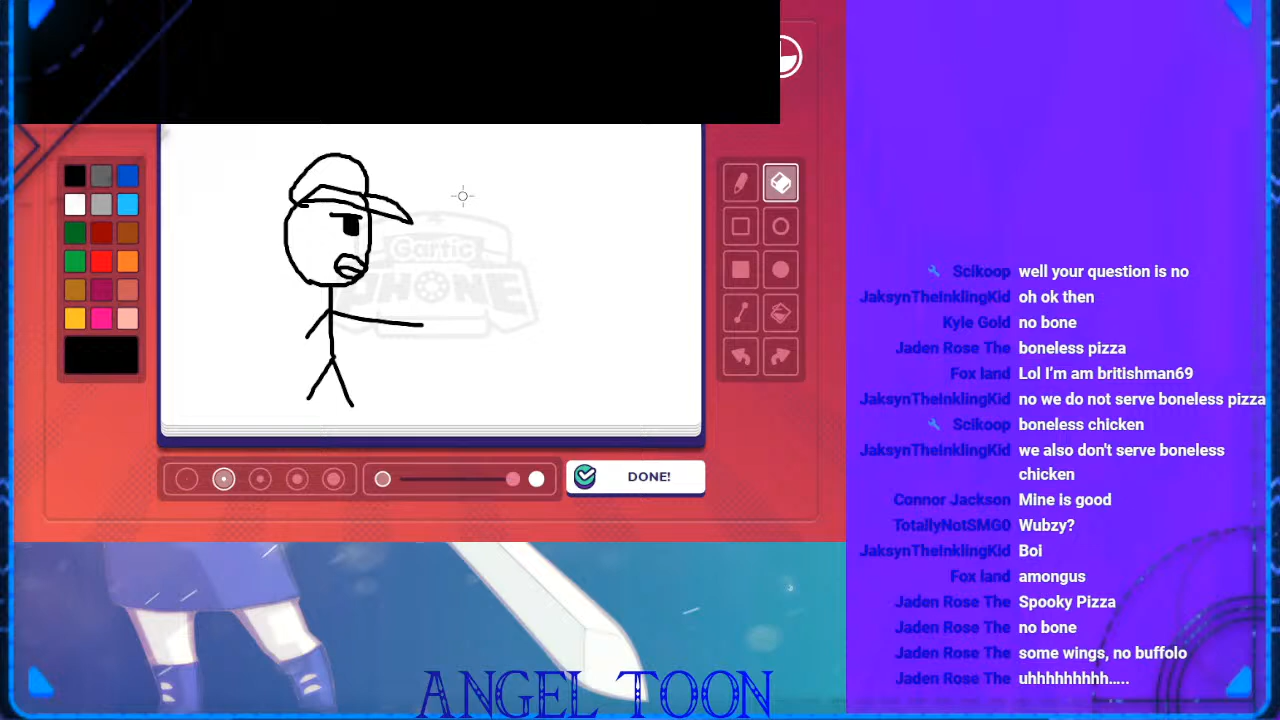 Gartic
PHONE
DONE!
Scikoop well your question is no
JaksynTheInklingKid oh ok then
Kyle Gold no bone
Jaden Rose The boneless pizza
Fox land Lol I'm am britishman69
JaksynTheInklingKid no we do not serve boneless pizza
Scikoop boneless chicken
JaksynTheInklingKid we also don't serve boneless
chicken
Connor Jackson Mine is good
TotallyNotSMG0 Wubzy?
JaksynTheInklingKid Boi
Fox land amongus
Jaden Rose The Spooky Pizza
Jaden Rose The no bone
Jaden Rose The some wings, no buffolo
Jaden Rose The uhhhhhhhhh.....
ANGEL TOON